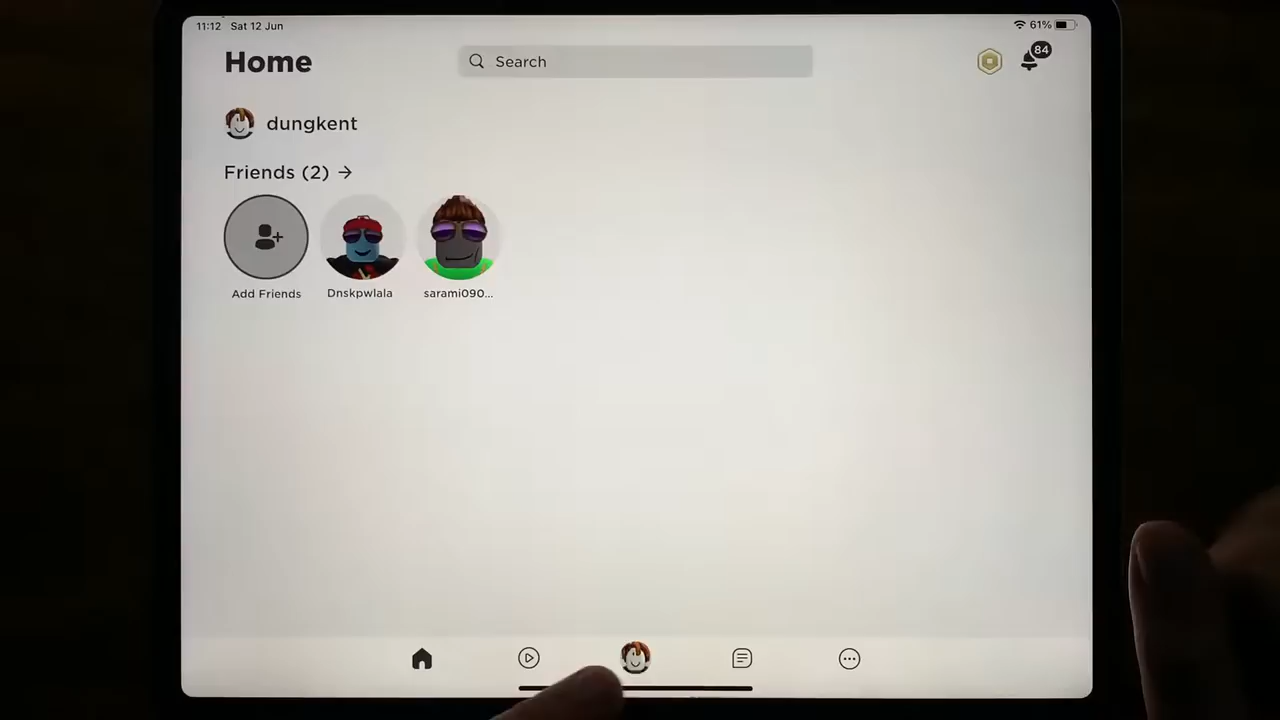 11:12 Sat 12 Jun
61%
Home
Search
84
dungkent
Friends (2) →
Add Friends
Dnskpwlala
sarami090...